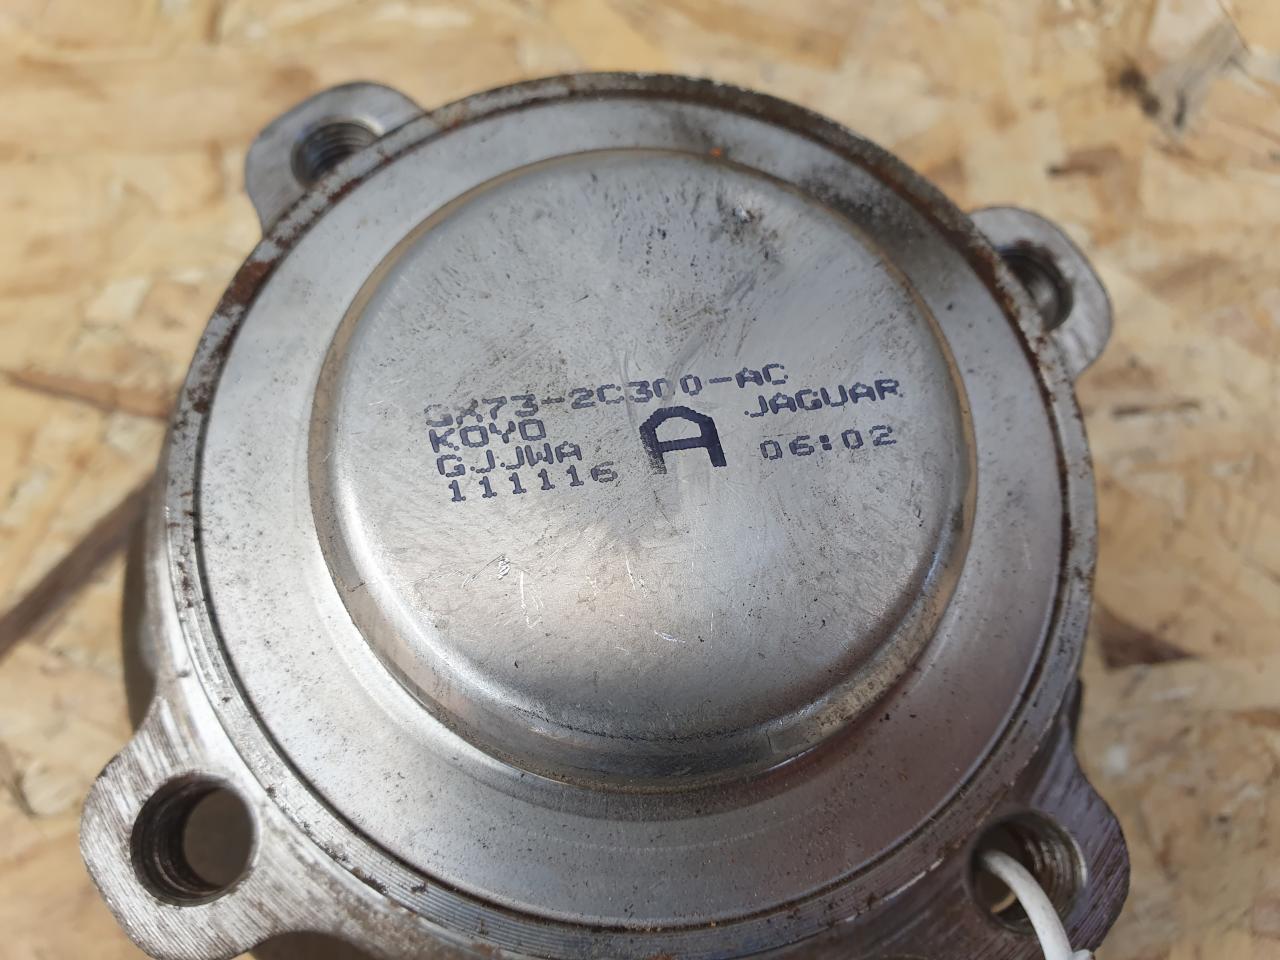 GX73-2C300-AC
KOYO A JAGUAR
GJJWA 06:02
111116